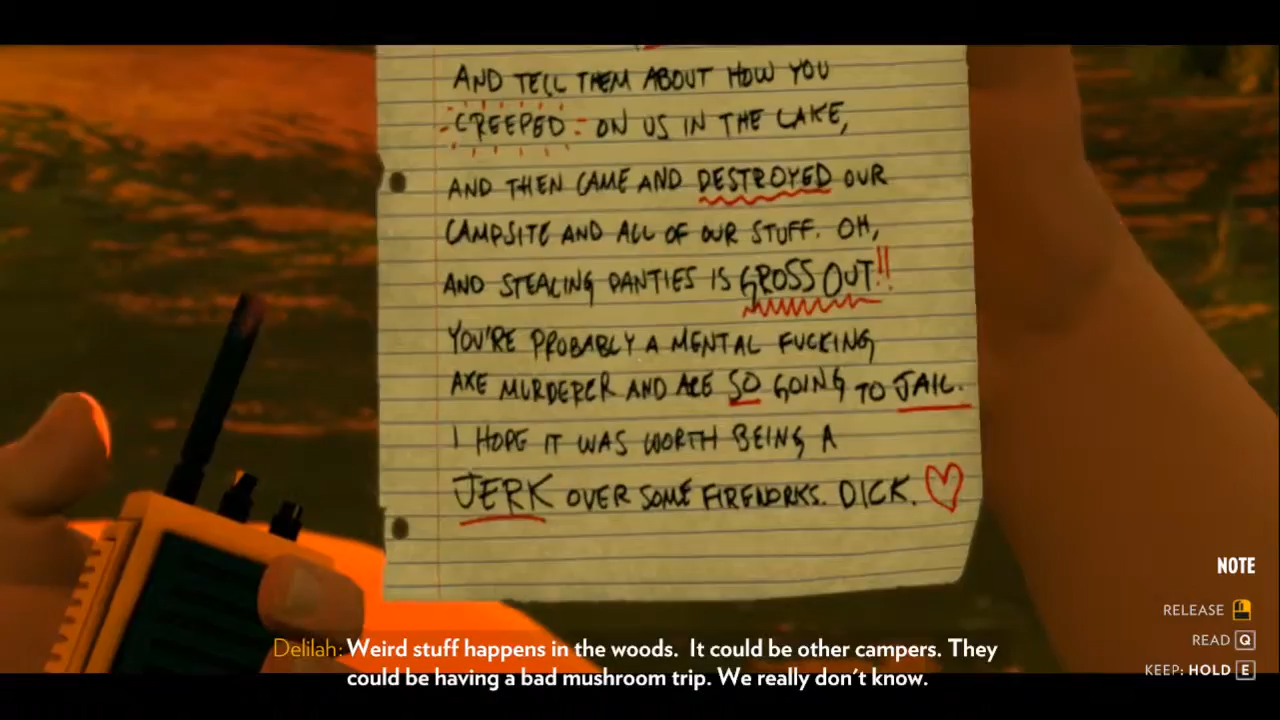 AND TELL THEM ABOUT HOW YOU
CREEPED ON US IN THE LAKE,
AND THEN CAME AND DESTROYED OUR
CAMPSITE AND ALL OF OUR STUFF. OH,
AND STEALING PANTIES IS GROSS OUT!!
YOU'RE PROBABLY A MENTAL FUCKING
AXE MURDERER AND ARE SO GOING TO JAIL.
I HOPE IT WAS WORTH BEING A
JERK OVER SOME FIREWORKS. DICK.
NOTE
RELEASE
READ Q
KEEP: HOLD E
Delilah: Weird stuff happens in the woods. It could be other campers. They
could be having a bad mushroom trip. We really don't know.